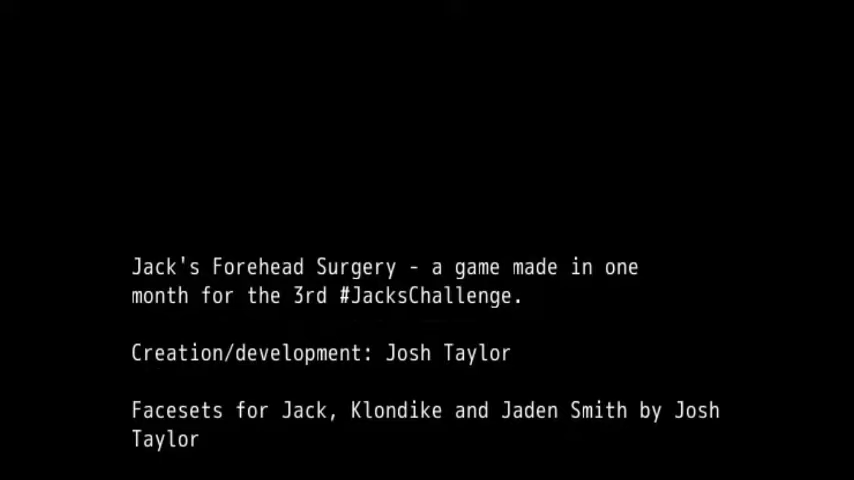 Jack's Forehead Surgery - a game made in one
month for the 3rd #JacksChallenge.
Creation/development: Josh Taylor
Facesets for Jack, Klondike and Jaden Smith by Josh
Taylor